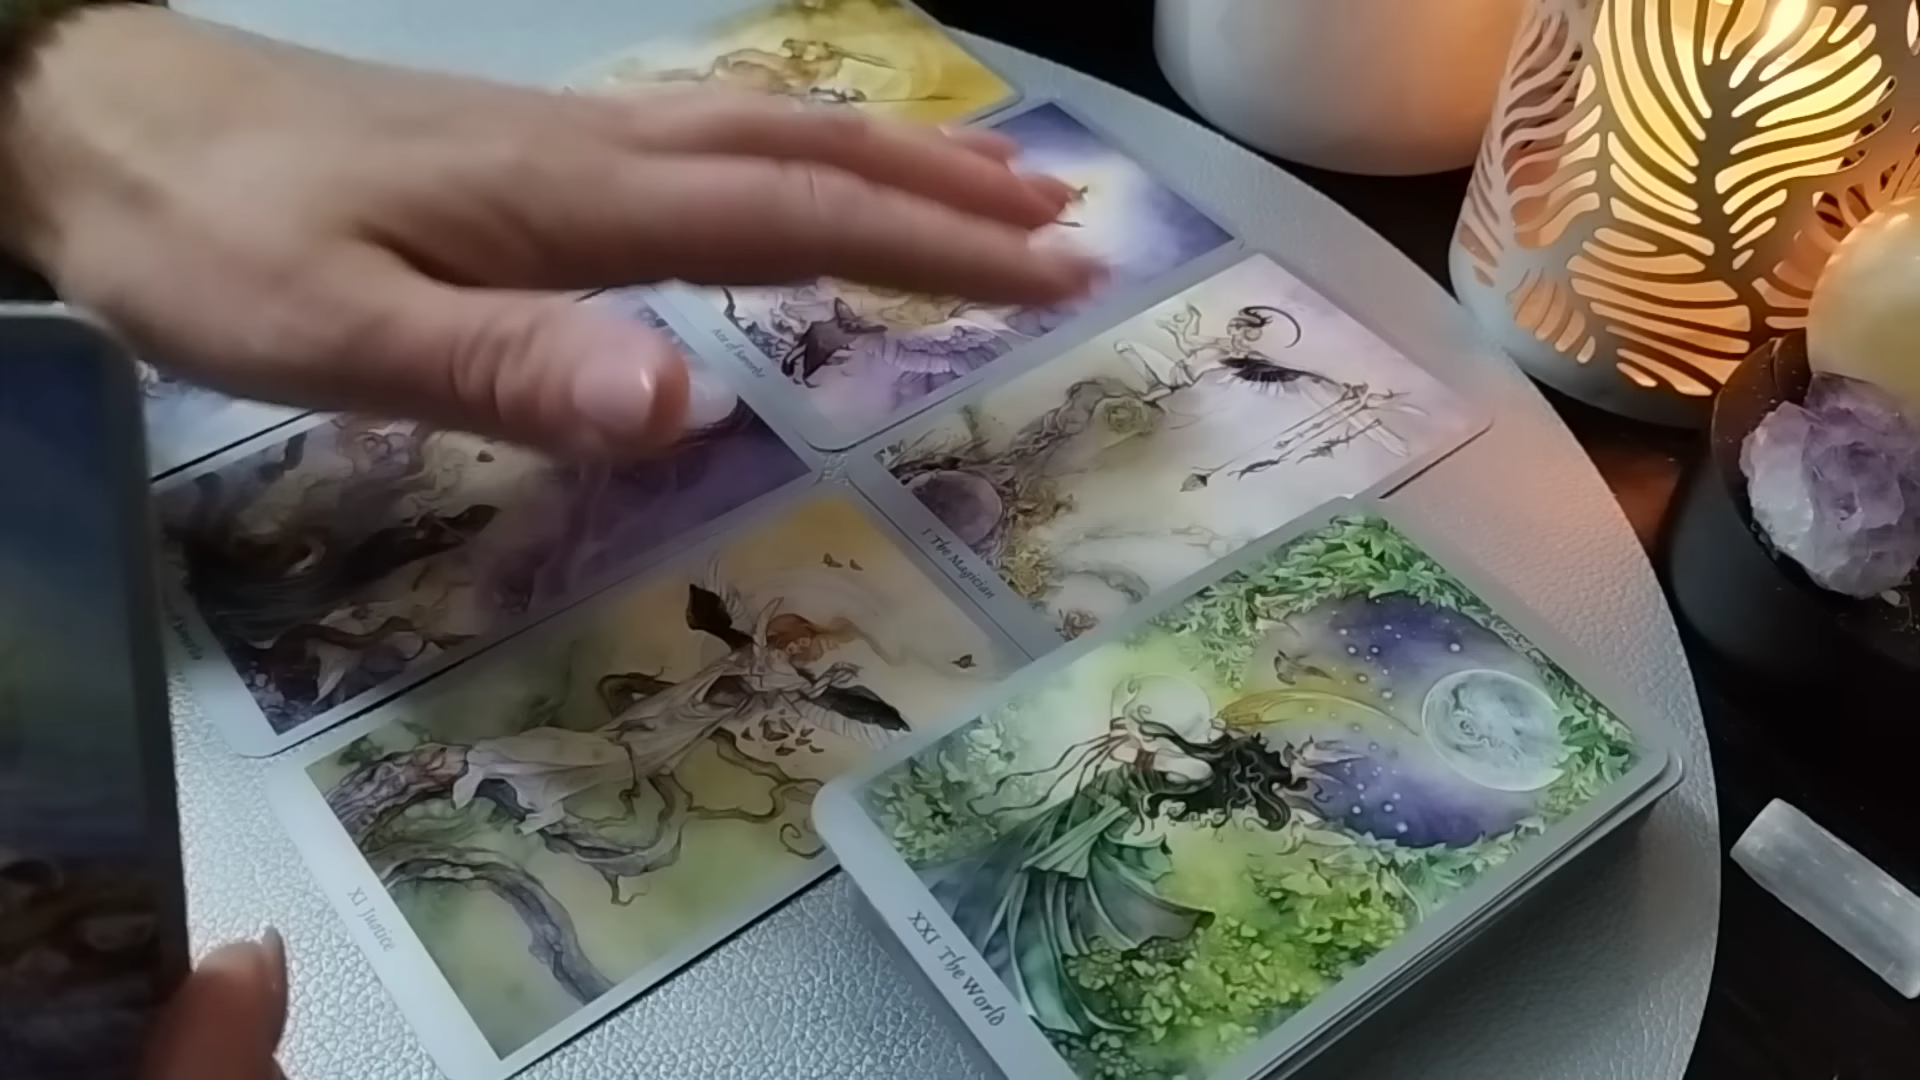 Ace of Swords
I The Magician
XI Justice
XXI The World